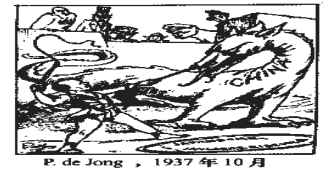 CHINA
P. de Jong , 1937 年 10 月